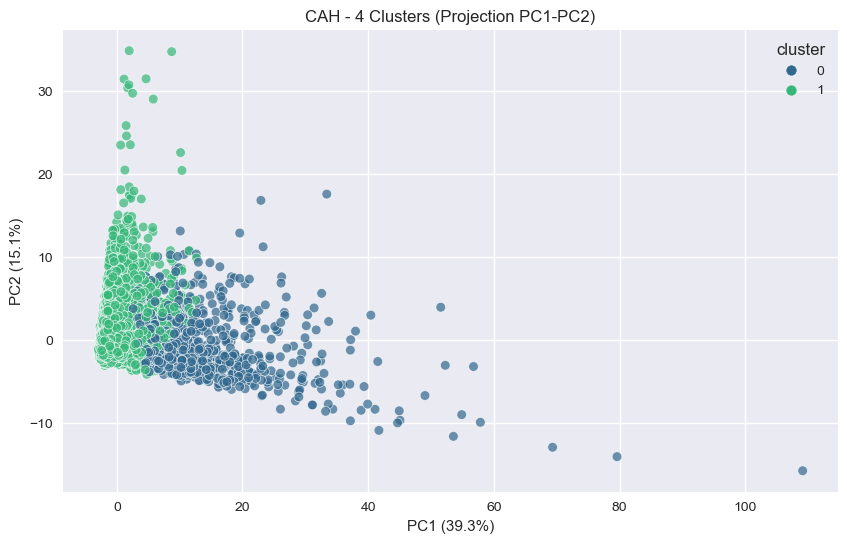 CAH - 4 Clusters (Projection PC1-PC2)
cluster
0
1
30
20
10
0
−10
PC2 (15.1%)
0 20 40 60 80 100
PC1 (39.3%)